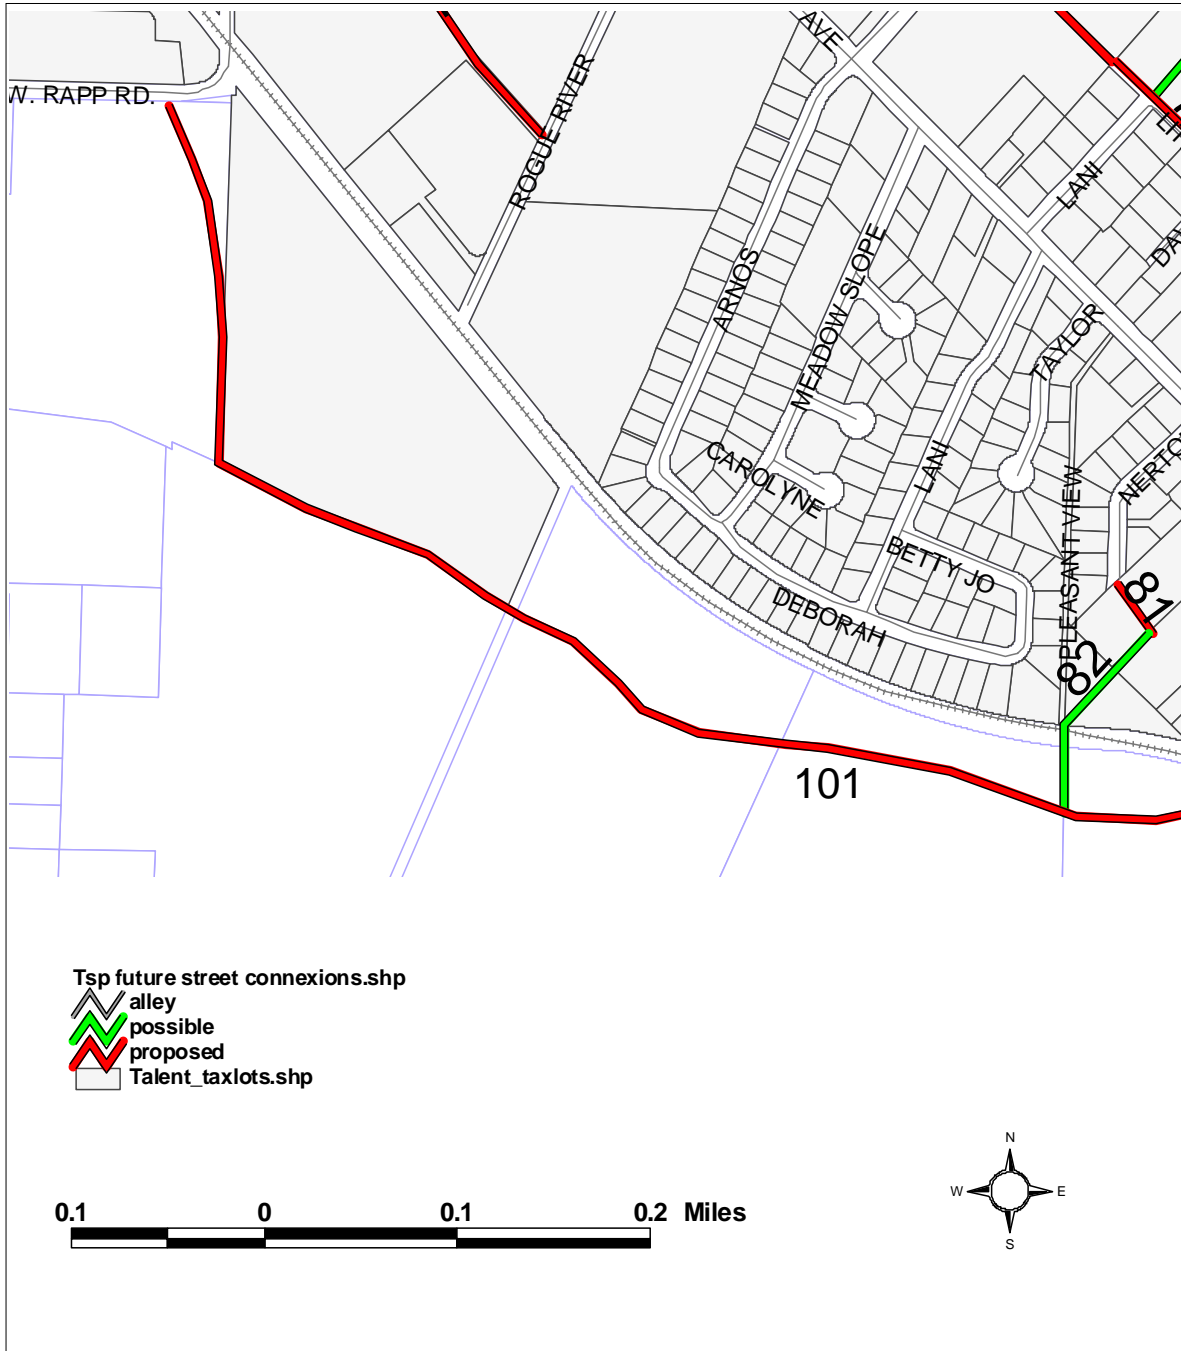 AVE
W. RAPP RD.
ROGUE RIVER
LANI
ARNOS
MEADOW SLOPE
TAYLOR
CAROLYNE
LANI
PLEASANT VIEW
BETTY JO
DEBORAH
81
82
101
Tsp future street connexions.shp
alley
possible
proposed
Talent_taxlots.shp
0.1 0 0.1 0.2 Miles
N
W E
S